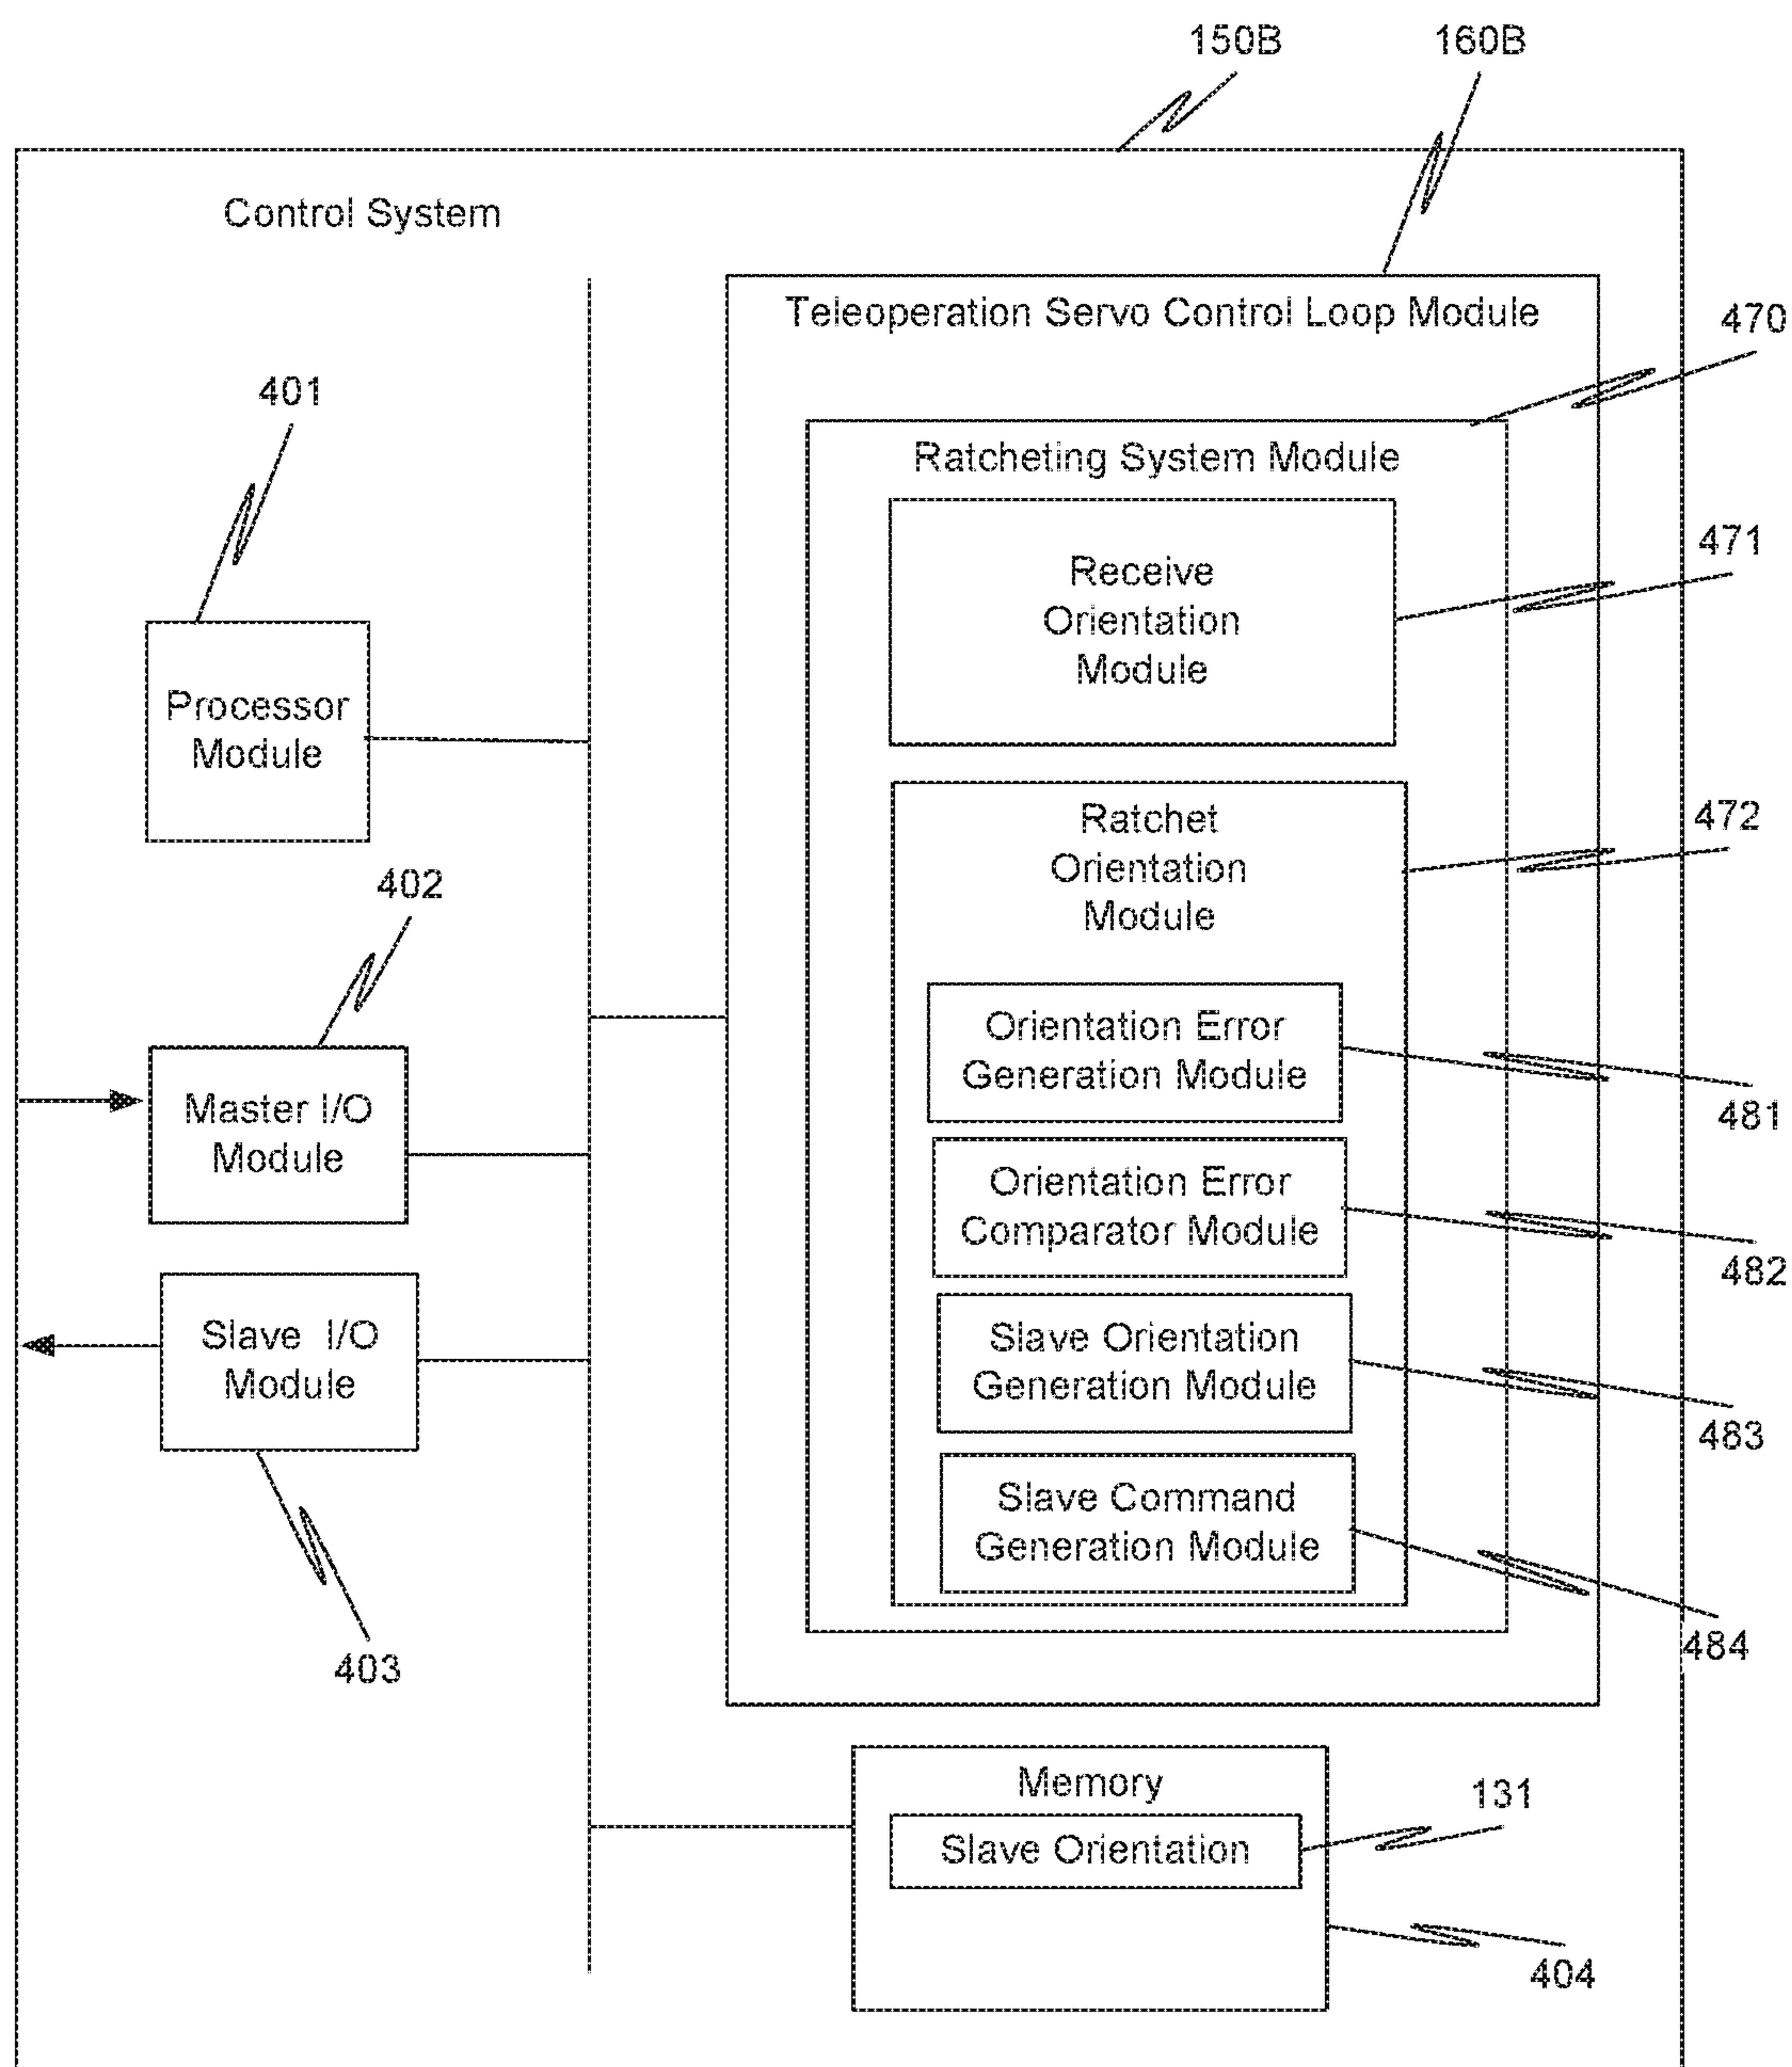 150B
160B
Control System
Teleoperation Servo Control Loop Module
470
401
Ratcheting System Module
471
Receive
Orientation
Module
Processor
Module
472
Ratchet
Orientation
Module
402
Orientation Error
Generation Module
481
Master I/O
Module
Orientation Error
Comparator Module
482
Slave I/O
Module
Slave Orientation
Generation Module
483
Slave Command
Generation Module
484
403
Memory
131
Slave Orientation
404